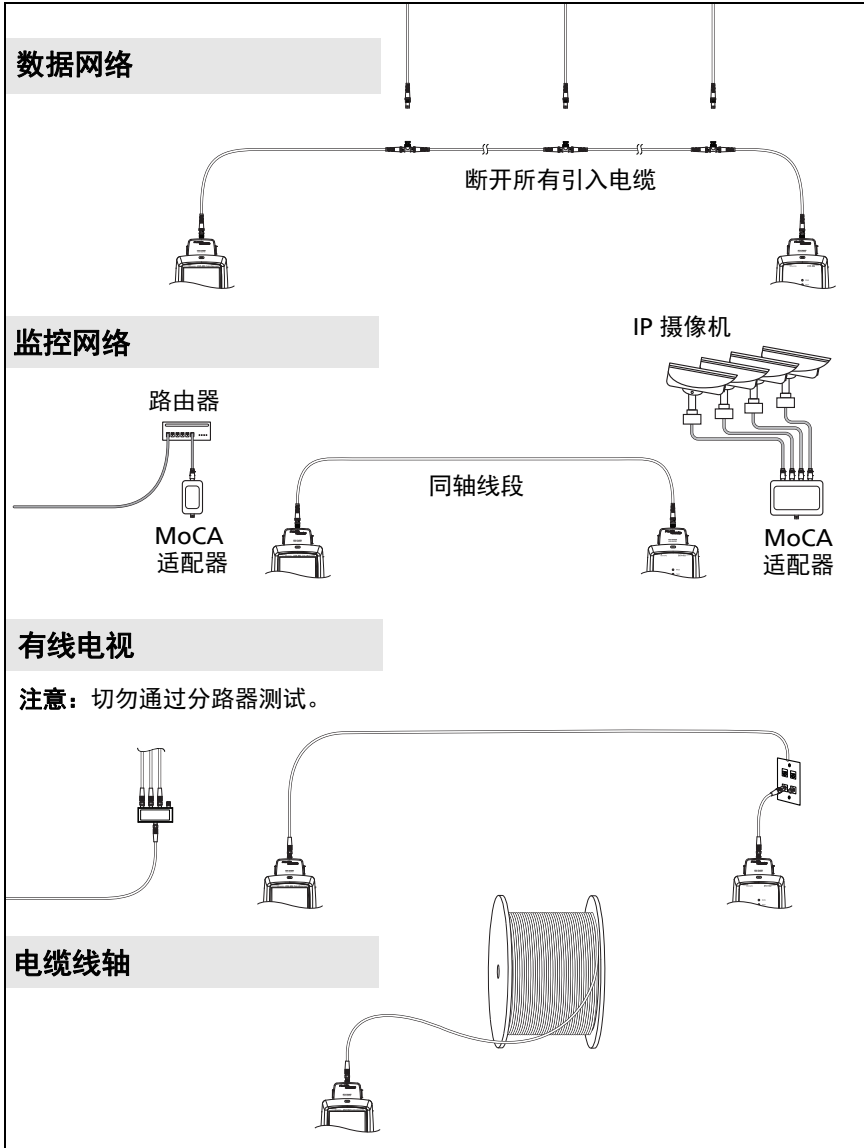 数据网络
断开所有引入电缆
监控网络
IP 摄像机
路由器
同轴线段
MoCA
适配器
MoCA
适配器
有线电视
注意：切勿通过分路器测试。
电缆线轴